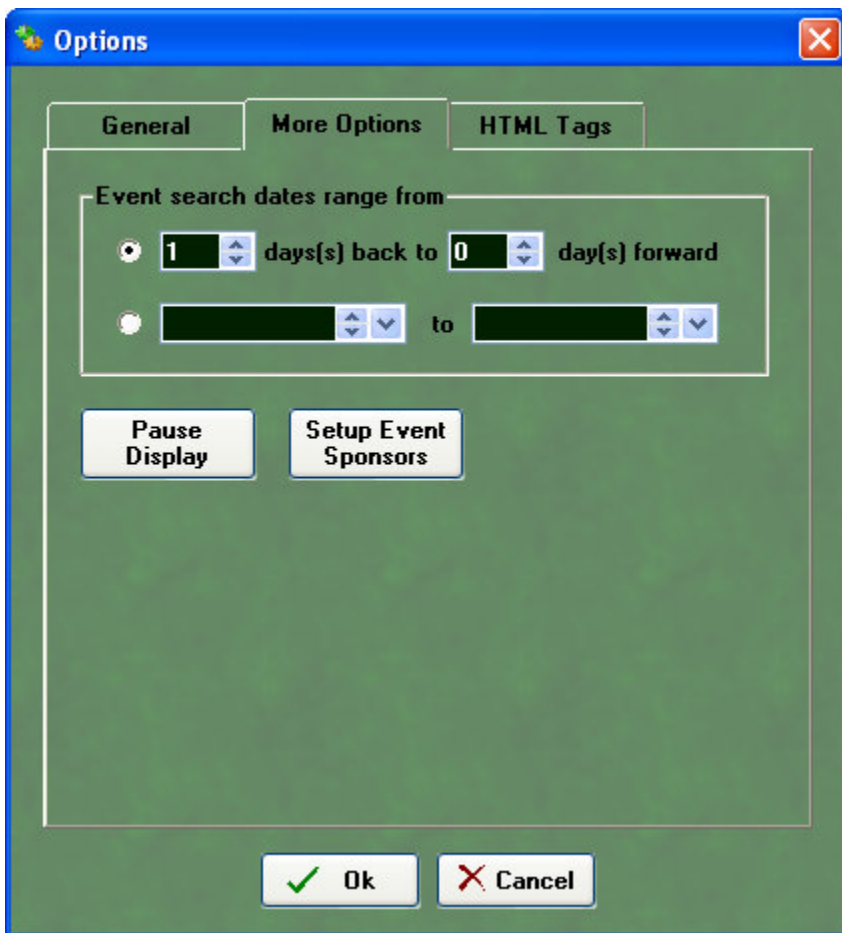 Options
General More Options HTML Tags
Event search dates range from
1 days(s) back to 0 day(s) forward
to
Pause Display
Setup Event Sponsors
Ok Cancel